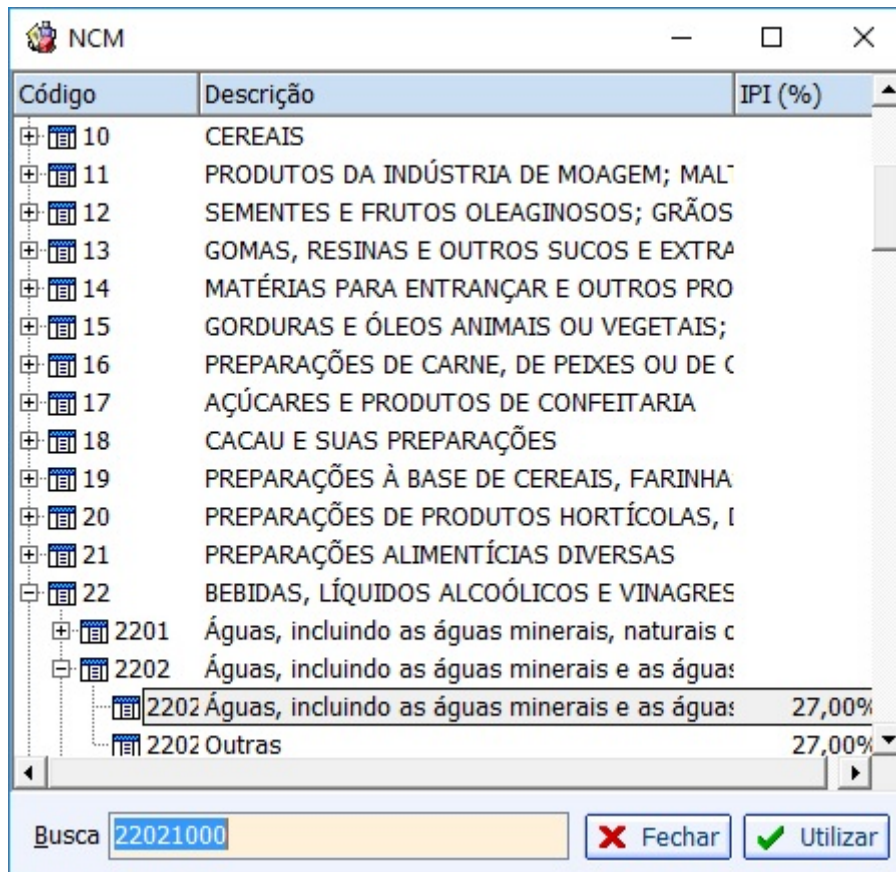 NCM
Código Descrição IPI (%)
10 CEREAIS
11 PRODUTOS DA INDÚSTRIA DE MOAGEM; MALT
12 SEMENTES E FRUTOS OLEAGINOSOS; GRÃOS
13 GOMAS, RESINAS E OUTROS SUCOS E EXTRA
14 MATÉRIAS PARA ENTRANÇAR E OUTROS PRO
15 GORDURAS E ÓLEOS ANIMAIS OU VEGETAIS;
16 PREPARAÇÕES DE CARNE, DE PEIXES OU DE C
17 AÇÚCARES E PRODUTOS DE CONFEITARIA
18 CACAU E SUAS PREPARAÇÕES
19 PREPARAÇÕES À BASE DE CEREAIS, FARINHA
20 PREPARAÇÕES DE PRODUTOS HORTÍCOLAS, D
21 PREPARAÇÕES ALIMENTÍCIAS DIVERSAS
22 BEBIDAS, LÍQUIDOS ALCOÓLICOS E VINAGRES
2201 Águas, incluindo as águas minerais, naturais o
2202 Águas, incluindo as águas minerais e as águas
2202 Águas, incluindo as águas minerais e as águas 27,00%
2202 Outras 27,00%
Busca 22021000 Fechar Utilizar